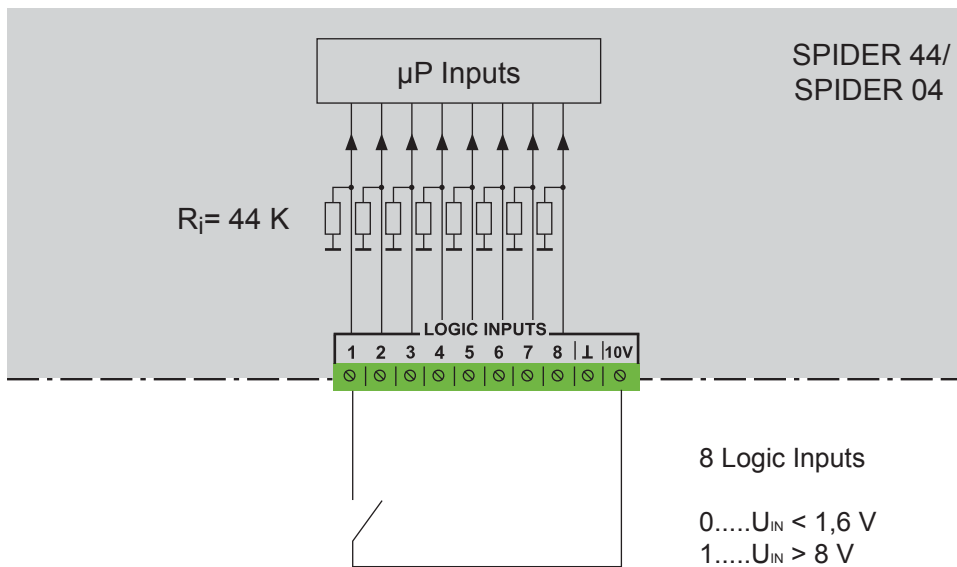 µP Inputs
SPIDER 44/
SPIDER 04
Ri= 44 K
LOGIC INPUTS
1 2 3 4 5 6 7 8 ⊥ 10V
8 Logic Inputs
0.....UIN < 1,6 V
1.....UIN > 8 V